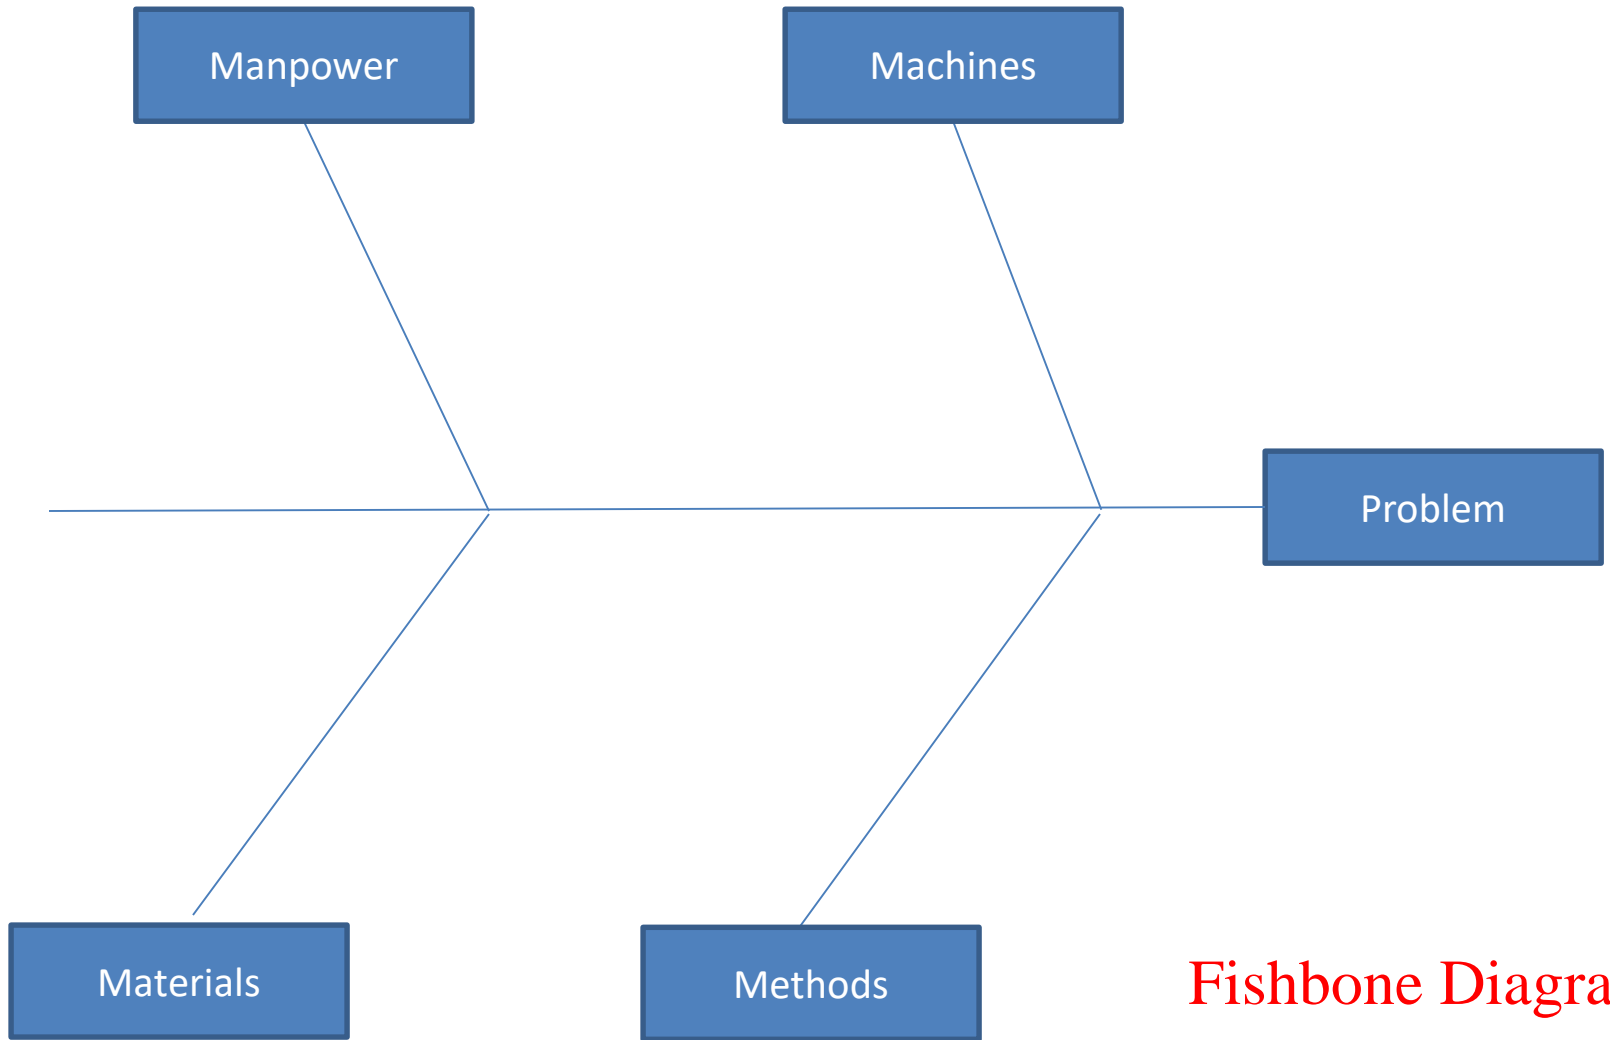 Manpower
Machines
Problem
Materials
Methods
Fishbone Diagra